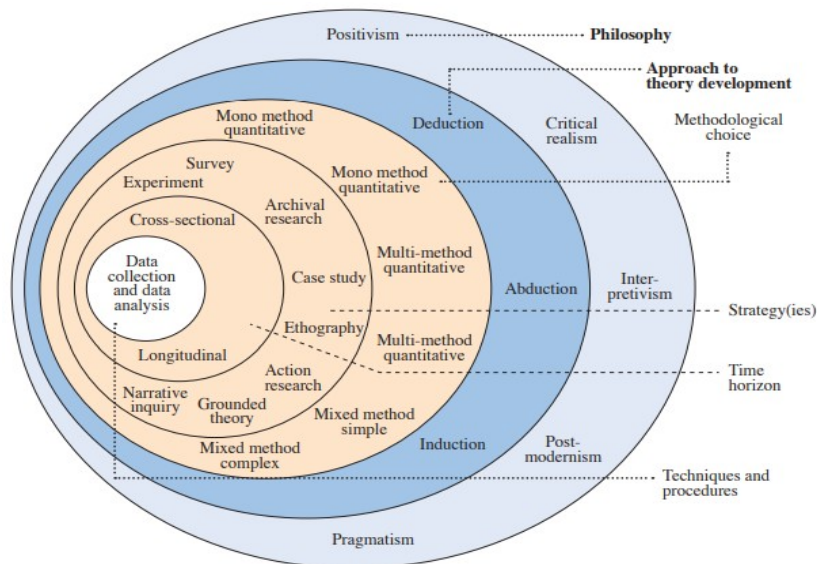 Positivism
Philosophy
Approach to
theory development
Mono method
quantitative
Deduction
Critical
realism
Methodological
choice
Survey
Experiment
Mono method
quantitative
Cross-sectional
Archival
research
Data
collection
and data
analysis
Case study
Multi-method
quantitative
Abduction
Inter-
pretivism
Strategy(ies)
Ethography
Multi-method
quantitative
Longitudinal
Time
horizon
Action
research
Narrative
inquiry
Grounded
theory
Mixed method
simple
Mixed method
complex
Induction
Post-
modernism
Techniques and
procedures
Pragmatism